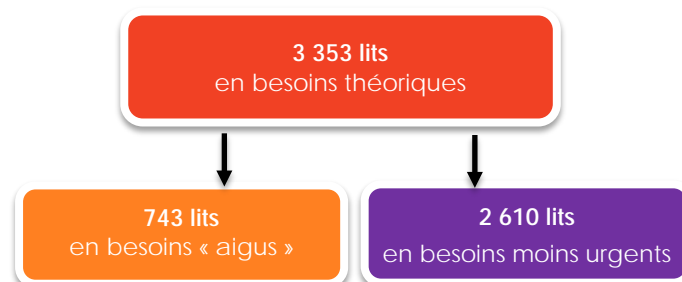 3 353 lits
en besoins théoriques
743 lits
en besoins « aigus »
2 610 lits
en besoins moins urgents